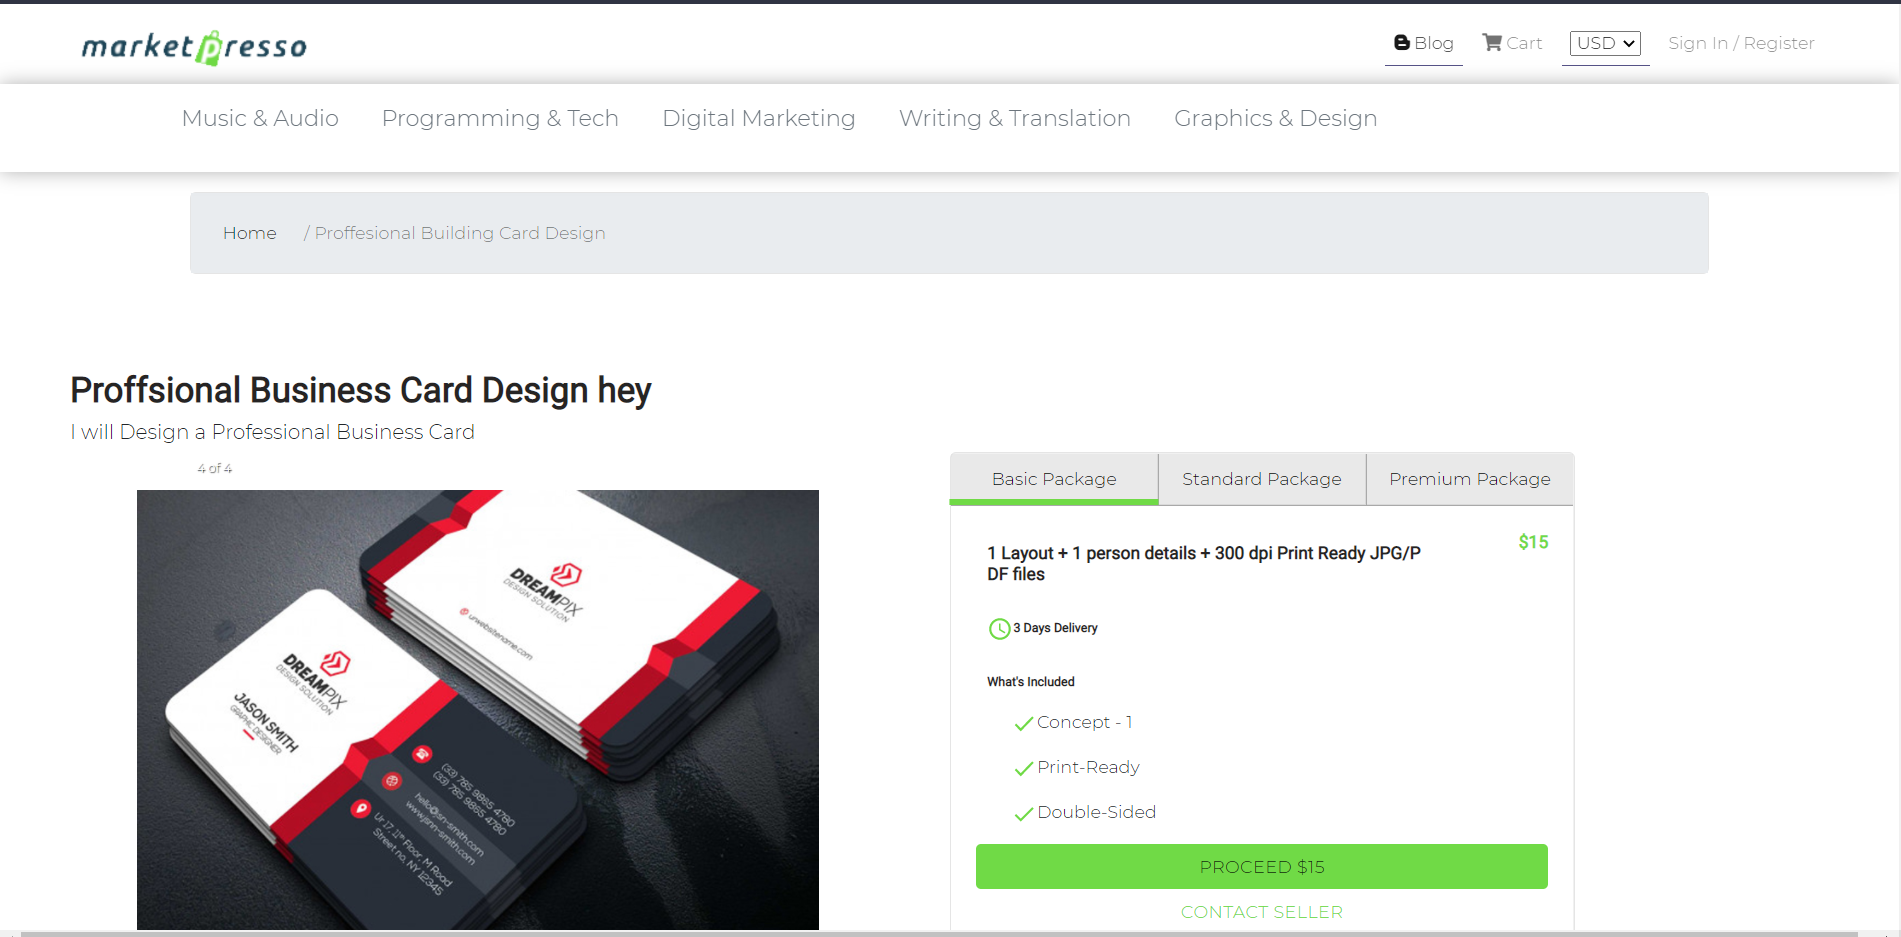 marketpresso
Blog
Cart
USD
Sign In / Register
Music & Audio
Programming & Tech
Digital Marketing
Writing & Translation
Graphics & Design
Home / Proffesional Building Card Design
Proffsional Business Card Design hey
I will Design a Professional Business Card
4 of 4
DREAMPIX
DESIGN SOLUTION
urwebsitename.com
DREAMPIX
DESIGN SOLUTION
JASON SMITH
GRAPHIC DESIGNER
(33) 785 9865 4780
(33) 785 9865 4780
hello@jsn-smith.com
www.jsnn-smith.com
Ur 17, 11th Floor, M Road
Street no, NY 12345
Basic Package
Standard Package
Premium Package
1 Layout + 1 person details + 300 dpi Print Ready JPG/P
DF files
$15
3 Days Delivery
What's Included
Concept - 1
Print-Ready
Double-Sided
PROCEED $15
CONTACT SELLER